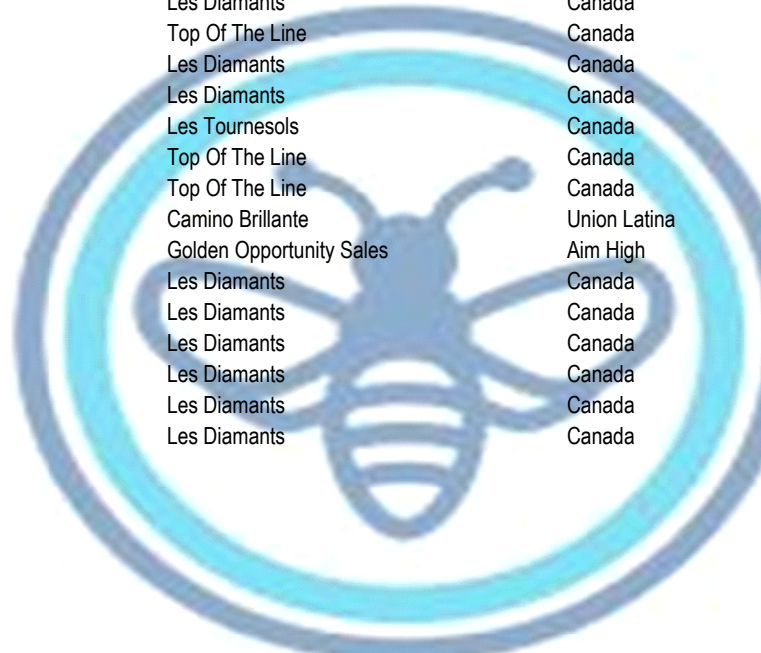 Les Diamants Canada
Top Of The Line Canada
Les Diamants Canada
Les Diamants Canada
Les Tournesols Canada
Top Of The Line Canada
Top Of The Line Canada
Camino Brillante Union Latina
Golden Opportunity Sales Aim High
Les Diamants Canada
Les Diamants Canada
Les Diamants Canada
Les Diamants Canada
Les Diamants Canada
Les Diamants Canada